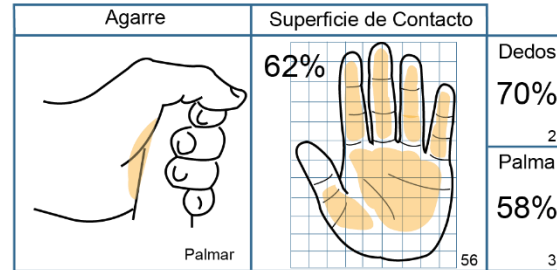 Agarre
Palmar
Superficie de Contacto
62%
56
Dedos
70%
2
Palma
58%
3